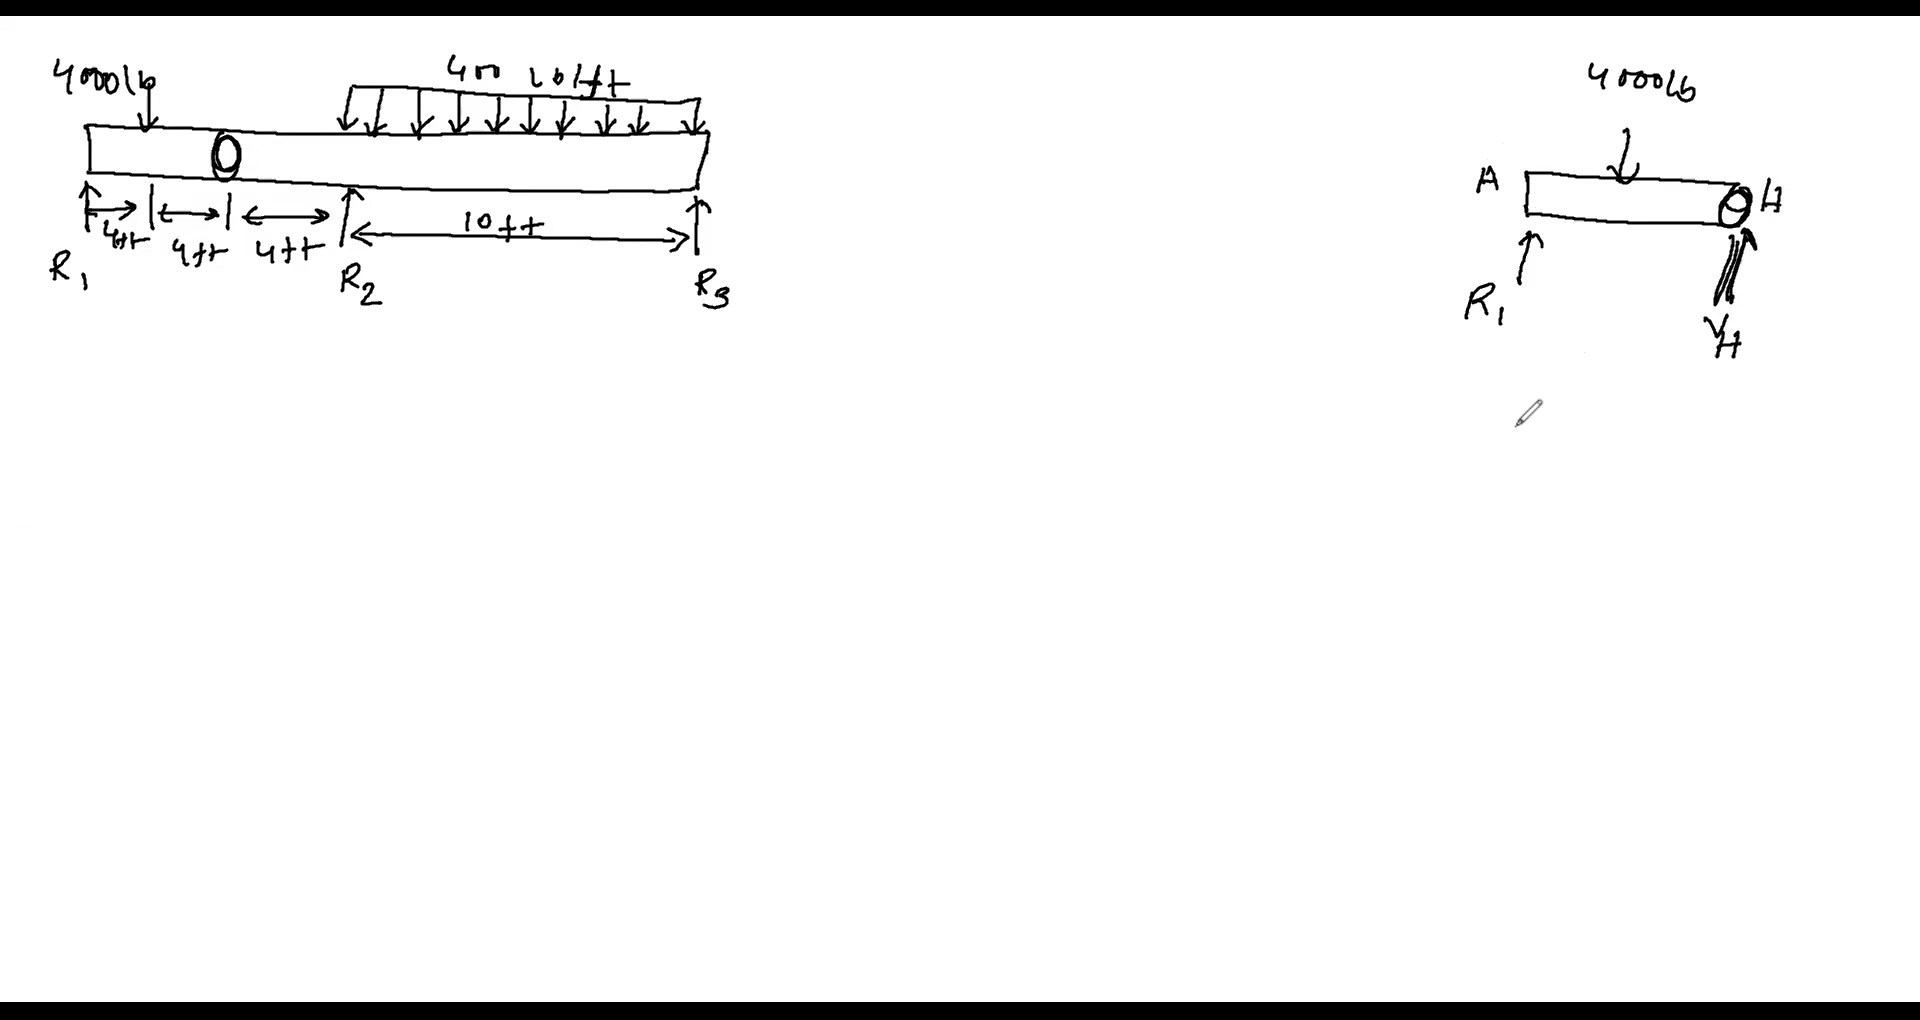 4000lb
400 lb/ft
4ft 4ft 4ft 10ft
R1 R2 R3
4000lb
A H
R1 VH